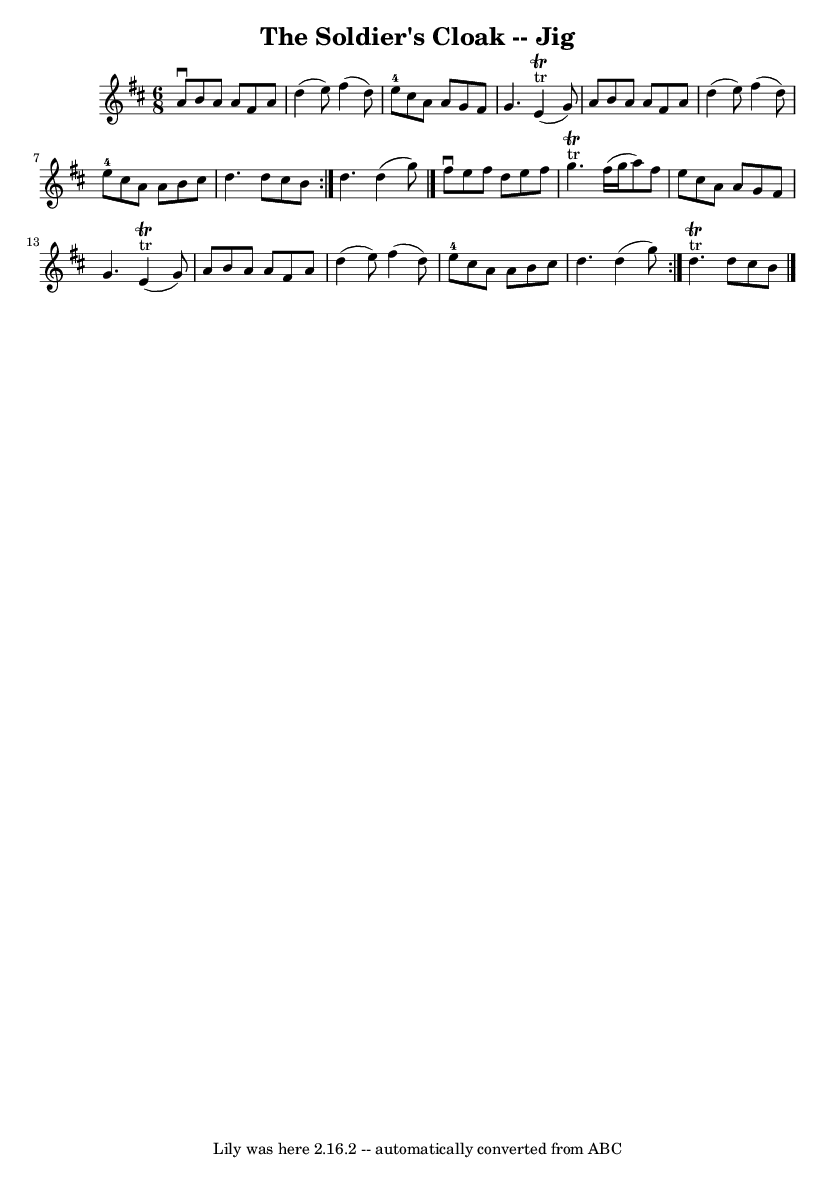 The Soldier's Cloak -- Jig
6 8 4 tr tr
7 4 tr tr
13 tr tr 4 tr tr
Lily was here 2.16.2 -- automatically converted from ABC